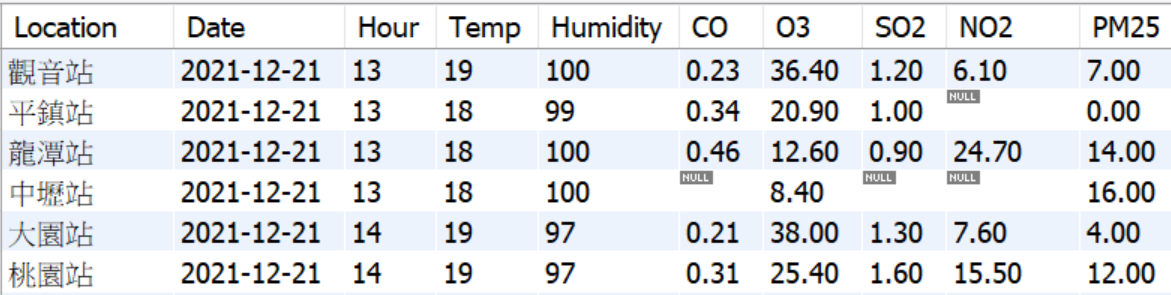 Location Date Hour Temp Humidity CO O3 SO2 NO2 PM25
觀音站 2021-12-21 13 19 100 0.23 36.40 1.20 6.10 7.00
平鎮站 2021-12-21 13 18 99 0.34 20.90 1.00 NULL 0.00
龍潭站 2021-12-21 13 18 100 0.46 12.60 0.90 24.70 14.00
中壢站 2021-12-21 13 18 100 NULL 8.40 NULL NULL 16.00
大園站 2021-12-21 14 19 97 0.21 38.00 1.30 7.60 4.00
桃園站 2021-12-21 14 19 97 0.31 25.40 1.60 15.50 12.00